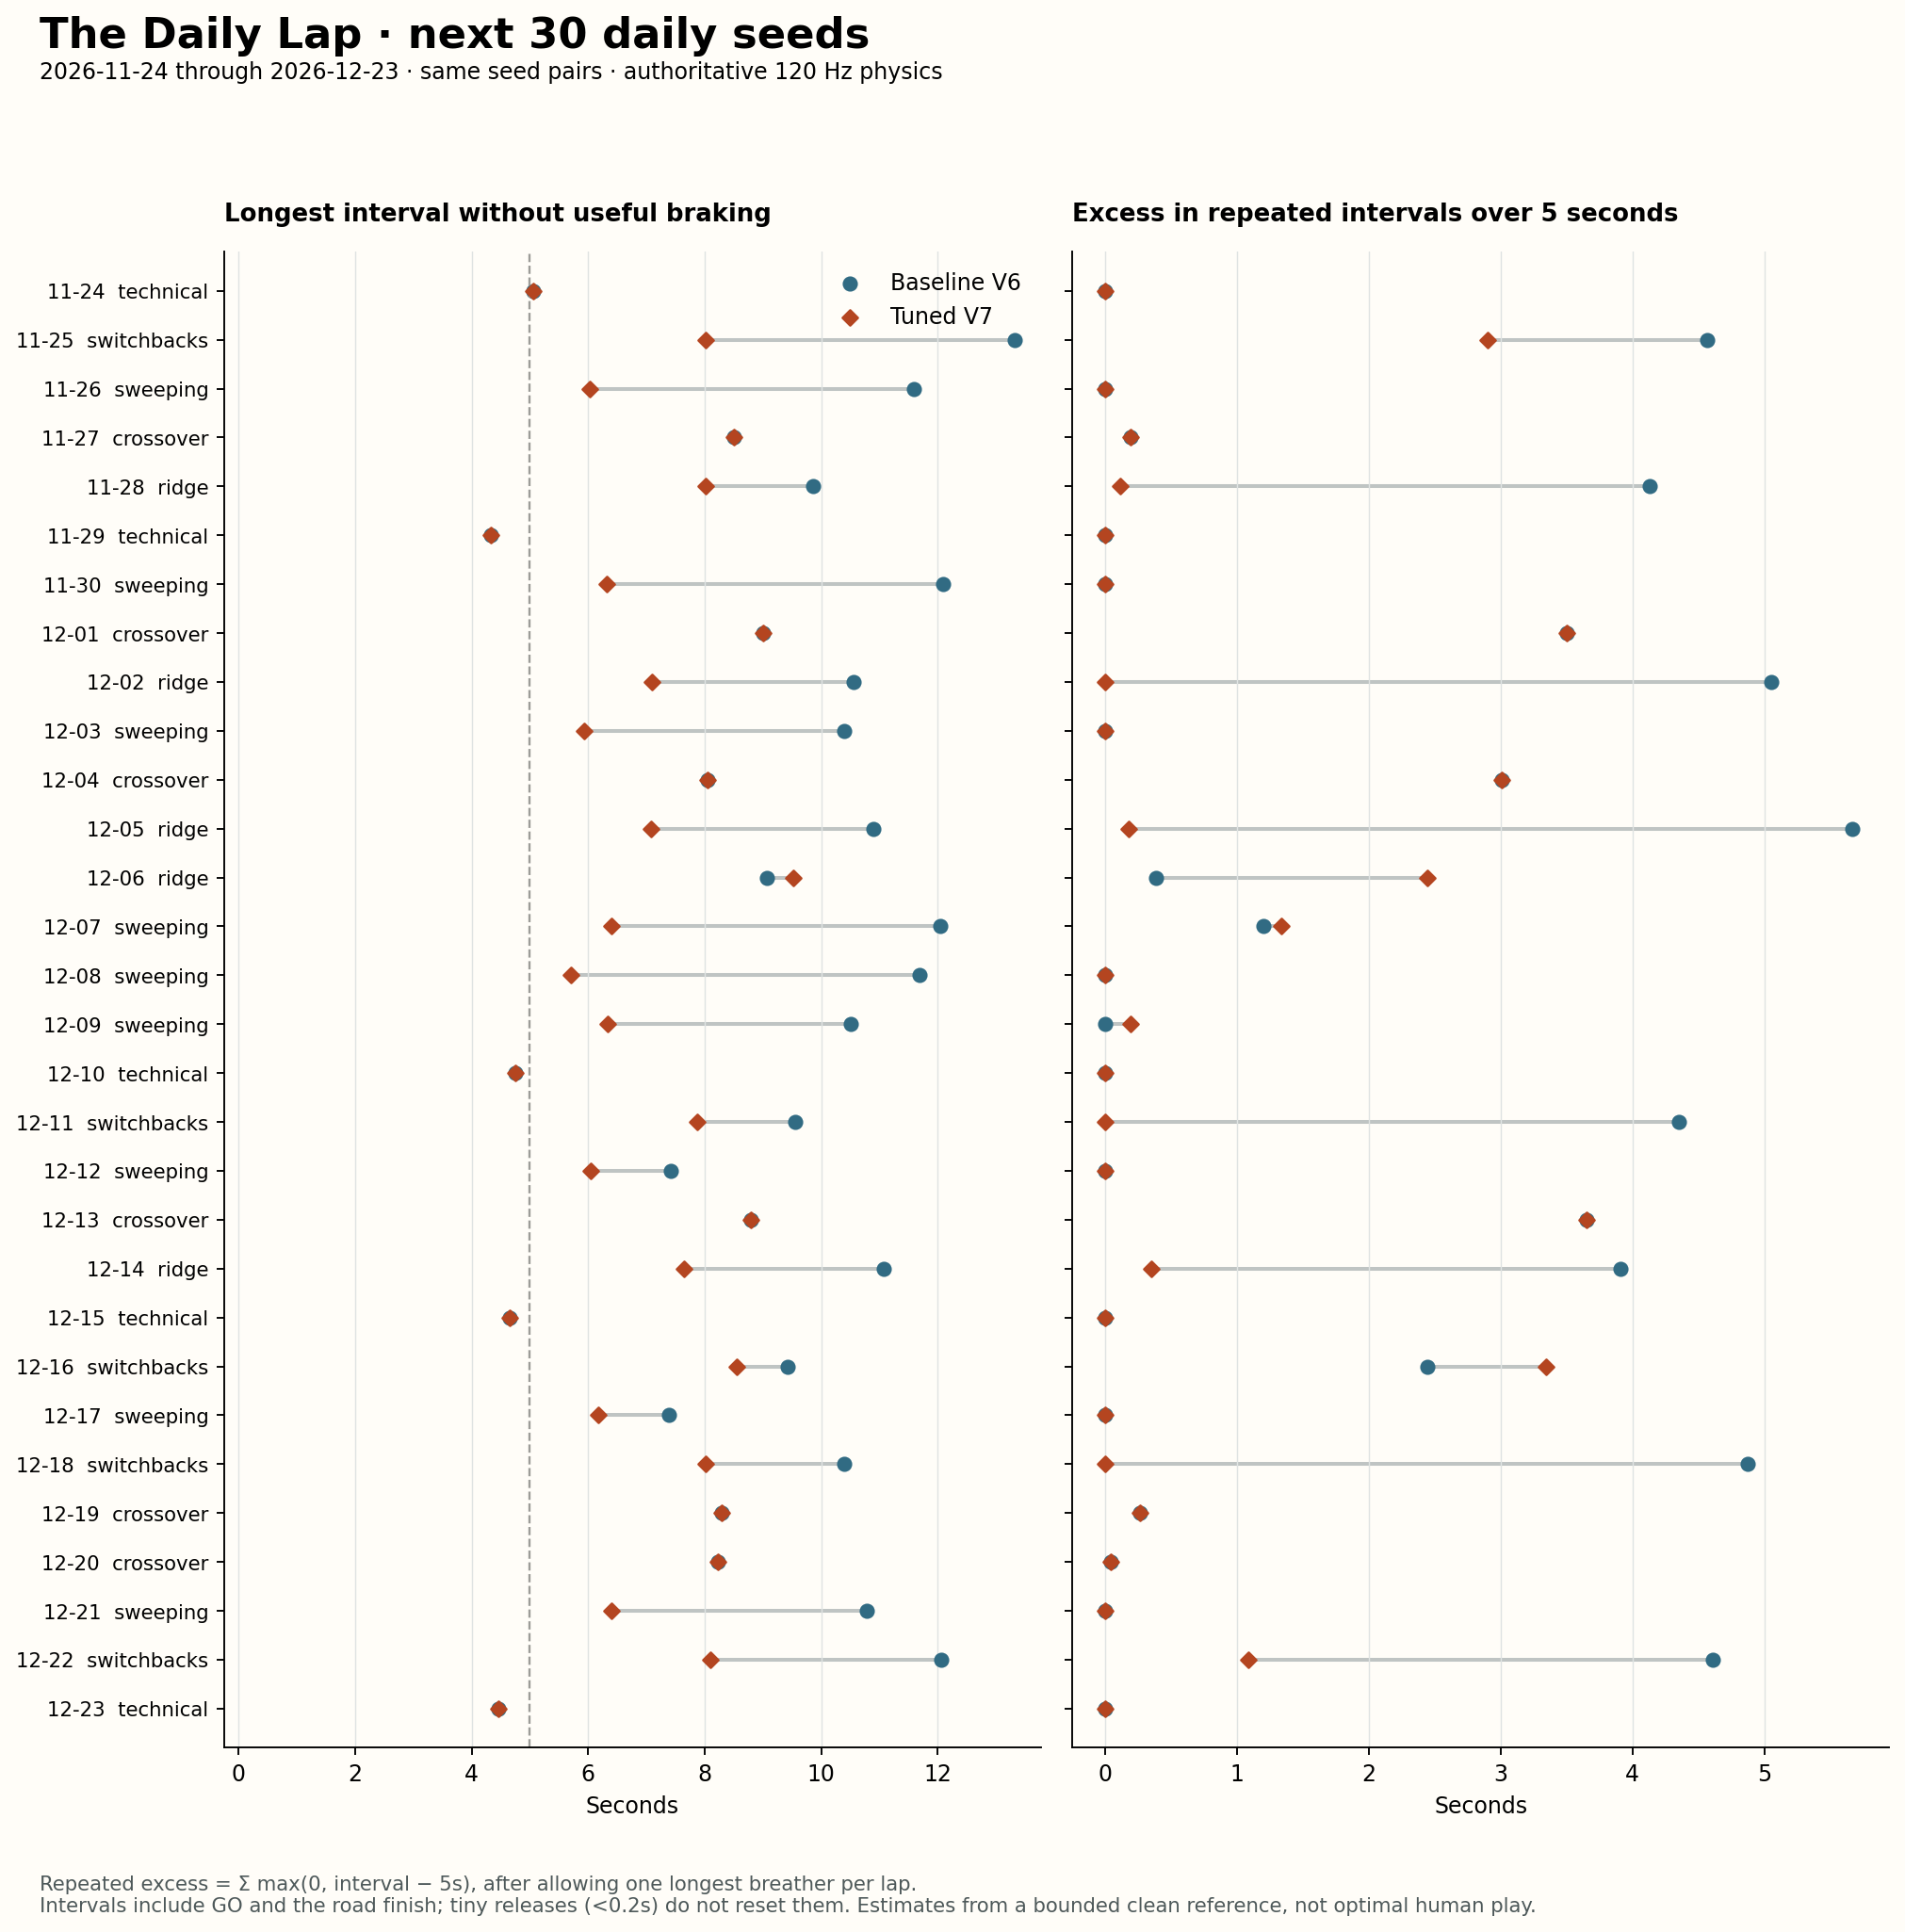 The Daily Lap · next 30 daily seeds
2026-11-24 through 2026-12-23 · same seed pairs · authoritative 120 Hz physics
Longest interval without useful braking
Excess in repeated intervals over 5 seconds
Baseline V6
Tuned V7
11-24 technical
11-25 switchbacks
11-26 sweeping
11-27 crossover
11-28 ridge
11-29 technical
11-30 sweeping
12-01 crossover
12-02 ridge
12-03 sweeping
12-04 crossover
12-05 ridge
12-06 ridge
12-07 sweeping
12-08 sweeping
12-09 sweeping
12-10 technical
12-11 switchbacks
12-12 sweeping
12-13 crossover
12-14 ridge
12-15 technical
12-16 switchbacks
12-17 sweeping
12-18 switchbacks
12-19 crossover
12-20 crossover
12-21 sweeping
12-22 switchbacks
12-23 technical
0 2 4 6 8 10 12
Seconds
0 1 2 3 4 5
Seconds
Repeated excess = Σ max(0, interval − 5s), after allowing one longest breather per lap.
Intervals include GO and the road finish; tiny releases (<0.2s) do not reset them. Estimates from a bounded clean reference, not optimal human play.